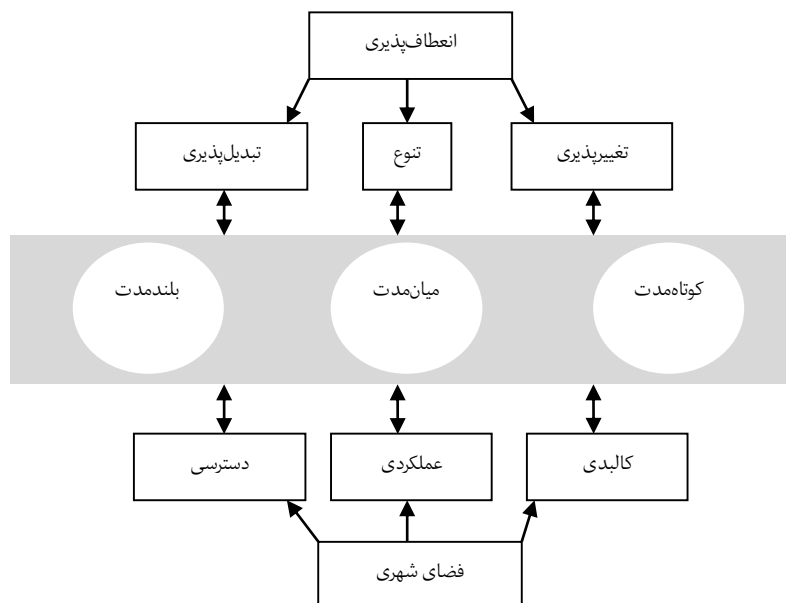 انعطاف‌پذیری
تغییرپذیری
تنوع
تبدیل‌پذیری
کوتاه‌مدت
میان‌مدت
بلندمدت
کالبدی
عملکردی
دسترسی
فضای شهری